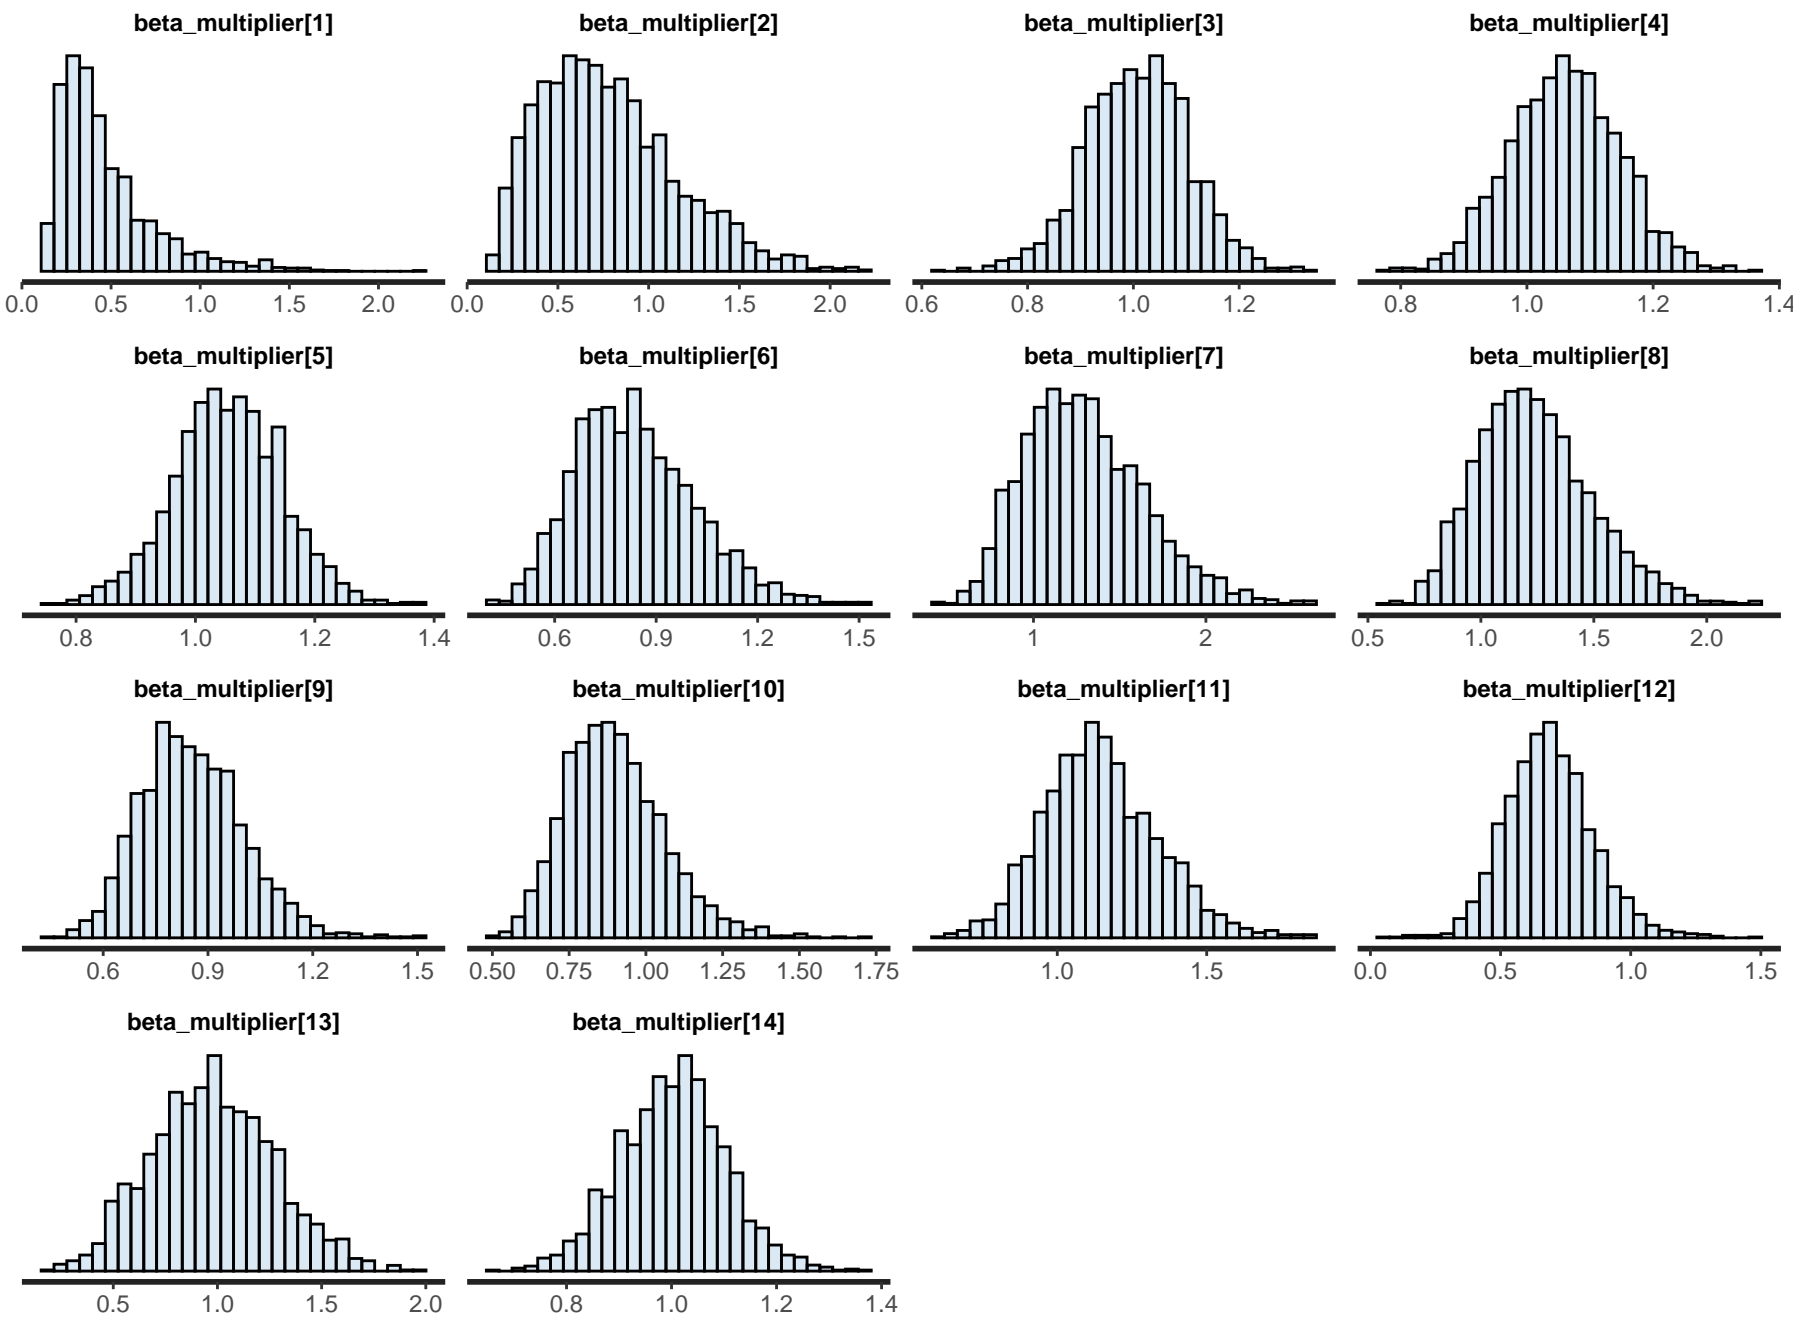 beta_multiplier[1] beta_multiplier[2] beta_multiplier[3] beta_multiplier[4]
0.0 0.5 1.0 1.5 2.0 0.0 0.5 1.0 1.5 2.0 0.6 0.8 1.0 1.2 0.8 1.0 1.2 1.4
beta_multiplier[5] beta_multiplier[6] beta_multiplier[7] beta_multiplier[8]
0.8 1.0 1.2 1.4 0.6 0.9 1.2 1.5 1 2 0.5 1.0 1.5 2.0
beta_multiplier[9] beta_multiplier[10] beta_multiplier[11] beta_multiplier[12]
0.6 0.9 1.2 1.5 0.50 0.75 1.00 1.25 1.50 1.75 1.0 1.5 0.0 0.5 1.0 1.5
beta_multiplier[13] beta_multiplier[14]
0.5 1.0 1.5 2.0 0.8 1.0 1.2 1.4